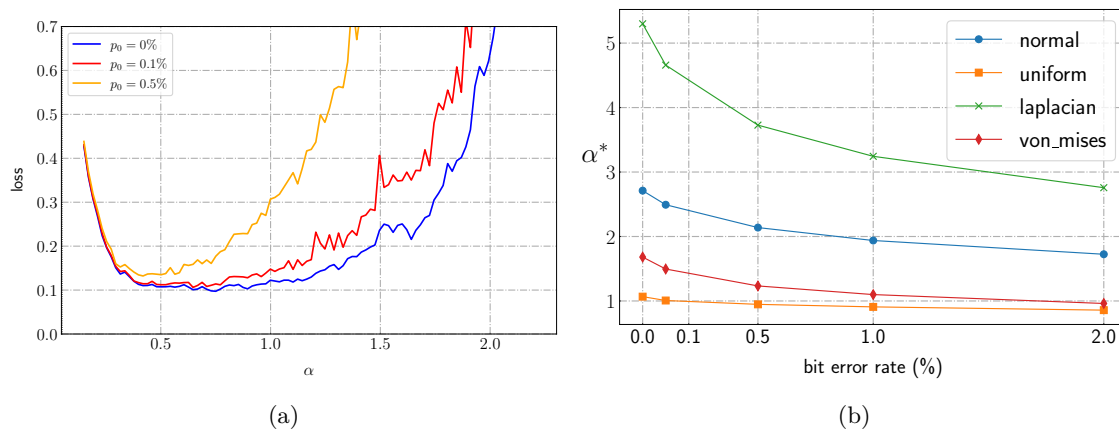 0.7
0.6
0.5
0.4
0.3
0.2
0.1
0.0
loss
p₀ = 0%
p₀ = 0.1%
p₀ = 0.5%
0.5
1.0
1.5
2.0
α
(a)
5
4
3
2
1
α*
normal
uniform
laplacian
von_mises
0.0
0.1
0.5
1.0
2.0
bit error rate (%)
(b)